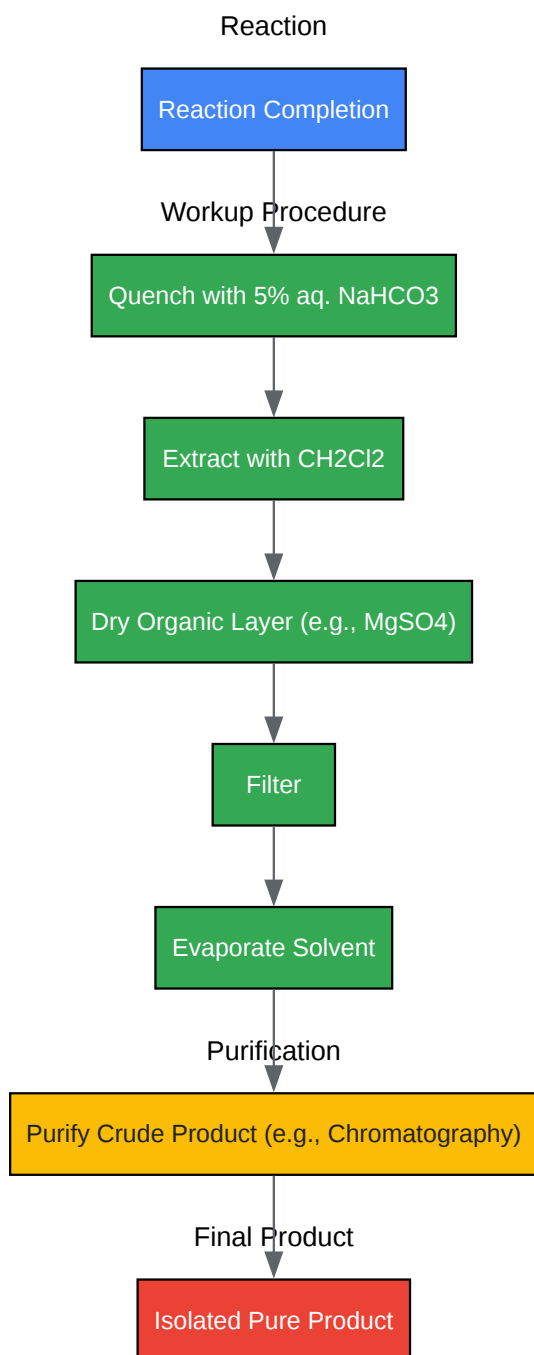 Reaction
Reaction Completion
Workup Procedure
Quench with 5% aq. NaHCO3
Extract with CH2Cl2
Dry Organic Layer (e.g., MgSO4)
Filter
Evaporate Solvent
Purification
Purify Crude Product (e.g., Chromatography)
Final Product
Isolated Pure Product